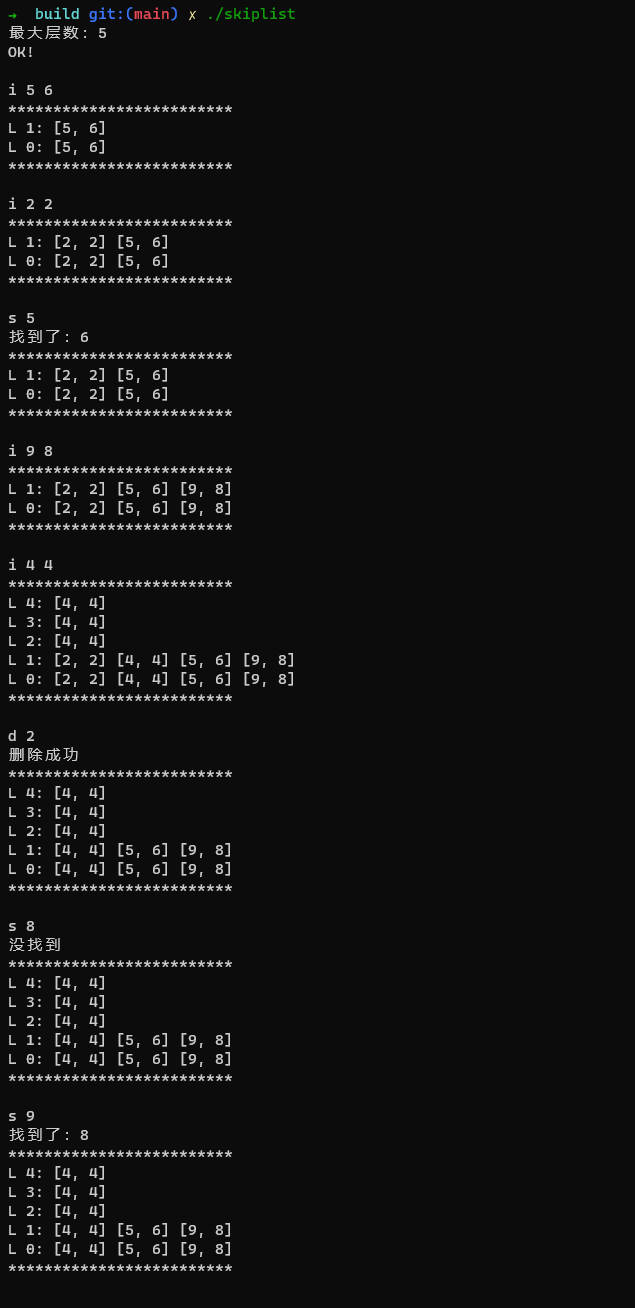 → build git:(main) ✗ ./skiplist
最大层数: 5
OK!
i 5 6
*************************
L 1: [5, 6]
L 0: [5, 6]
*************************
i 2 2
*************************
L 1: [2, 2] [5, 6]
L 0: [2, 2] [5, 6]
*************************
s 5
找到了: 6
*************************
L 1: [2, 2] [5, 6]
L 0: [2, 2] [5, 6]
*************************
i 9 8
*************************
L 1: [2, 2] [5, 6] [9, 8]
L 0: [2, 2] [5, 6] [9, 8]
*************************
i 4 4
*************************
L 4: [4, 4]
L 3: [4, 4]
L 2: [4, 4]
L 1: [2, 2] [4, 4] [5, 6] [9, 8]
L 0: [2, 2] [4, 4] [5, 6] [9, 8]
*************************
d 2
删除成功
*************************
L 4: [4, 4]
L 3: [4, 4]
L 2: [4, 4]
L 1: [4, 4] [5, 6] [9, 8]
L 0: [4, 4] [5, 6] [9, 8]
*************************
s 8
没找到
*************************
L 4: [4, 4]
L 3: [4, 4]
L 2: [4, 4]
L 1: [4, 4] [5, 6] [9, 8]
L 0: [4, 4] [5, 6] [9, 8]
*************************
s 9
找到了: 8
*************************
L 4: [4, 4]
L 3: [4, 4]
L 2: [4, 4]
L 1: [4, 4] [5, 6] [9, 8]
L 0: [4, 4] [5, 6] [9, 8]
*************************